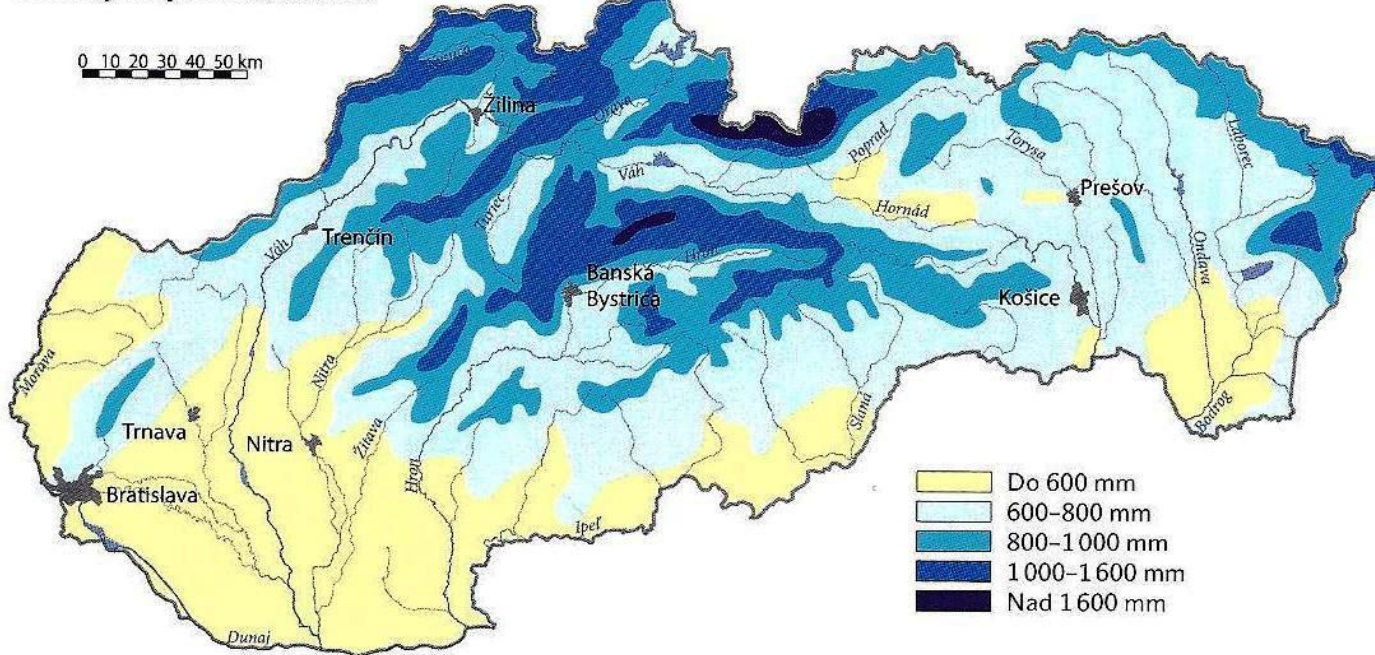 0 10 20 30 40 50 km
Žilina
Orava
Poprad
Torysa
Laborec
Váh
Prešov
Hornád
Turiec
Trenčín
Váh
Hron
Ondava
Banská
Bystrica
Košice
Morava
Nitra
Slaná
Bodrog
Trnava
Nitra
Žitava
Hron
Bratislava
Ipeľ
Dunaj
Do 600 mm
600–800 mm
800–1 000 mm
1 000–1 600 mm
Nad 1 600 mm